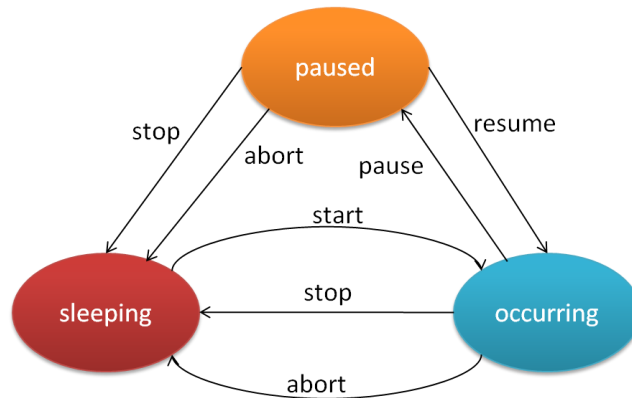 paused
stop
resume
abort
pause
start
sleeping
stop
occurring
abort